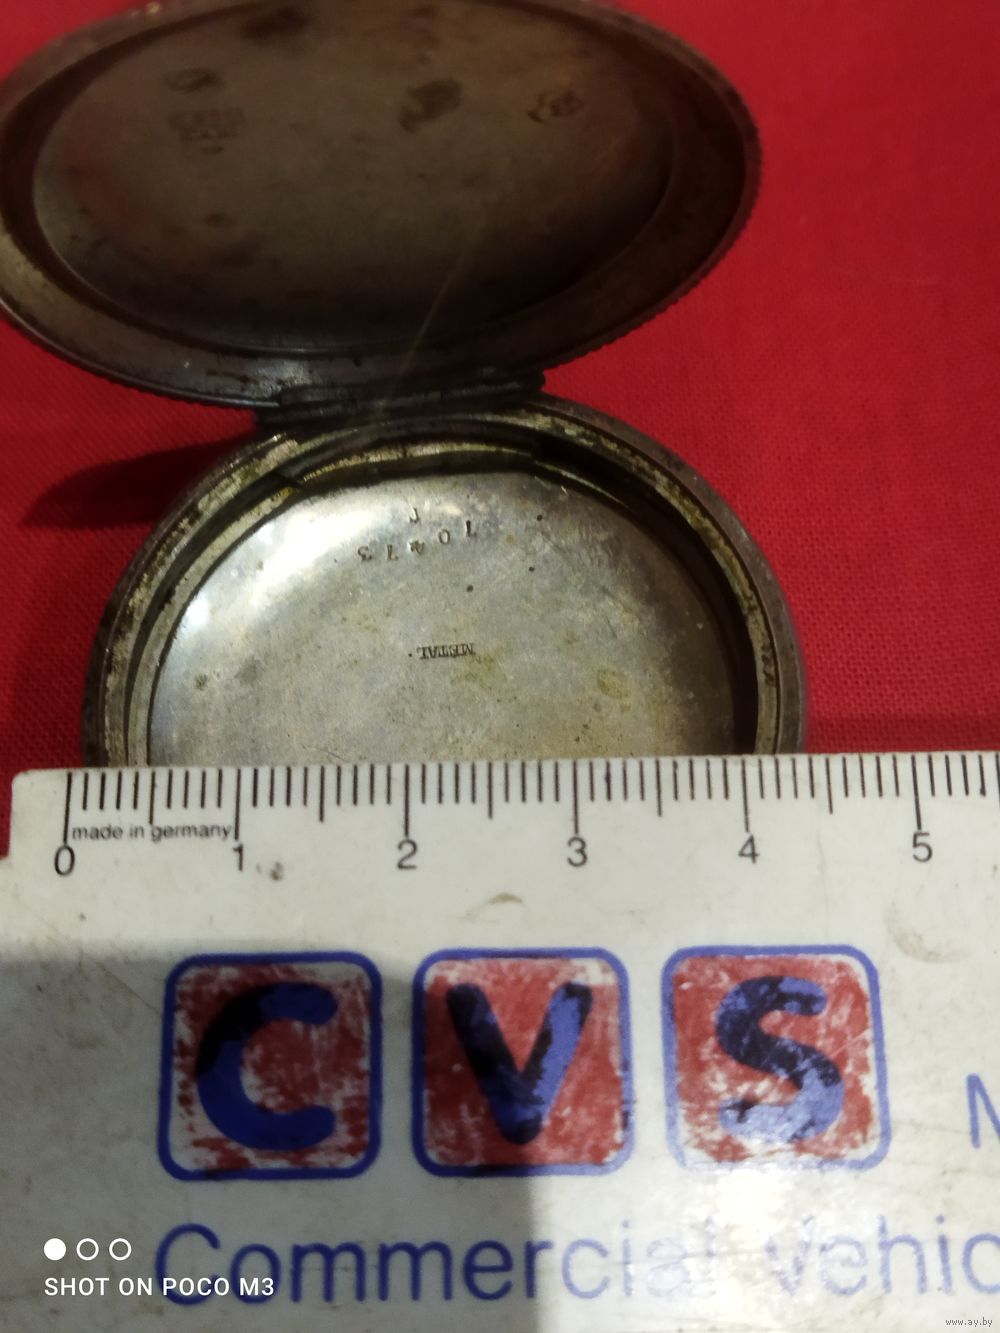 METAL.
made in germany
0 1 2 3 4 5
CVS
Commercial Vehic
SHOT ON POCO M3
www.ay.by